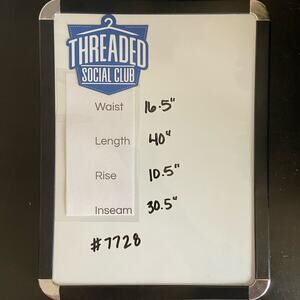 THREADED
SOCIAL CLUB
Waist 16.5"
Length 40"
Rise 10.5"
Inseam 30.5"
#7728